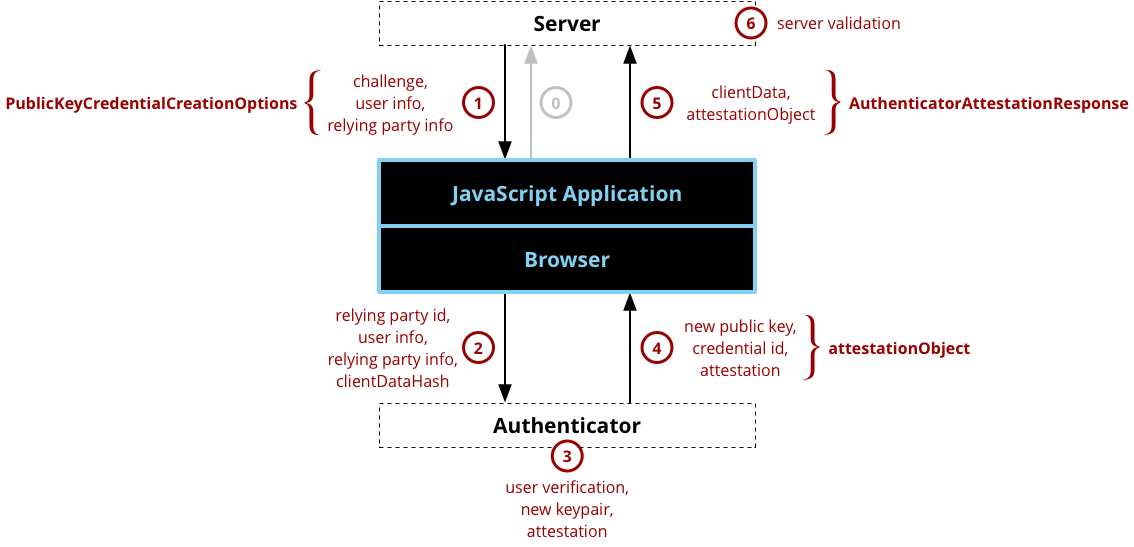 Server
6 server validation
PublicKeyCredentialCreationOptions
challenge,
user info,
relying party info
1
0
5
clientData,
attestationObject
AuthenticatorAttestationResponse
JavaScript Application
Browser
relying party id,
user info,
relying party info,
clientDataHash
2
4
new public key,
credential id,
attestation
attestationObject
Authenticator
3
user verification,
new keypair,
attestation